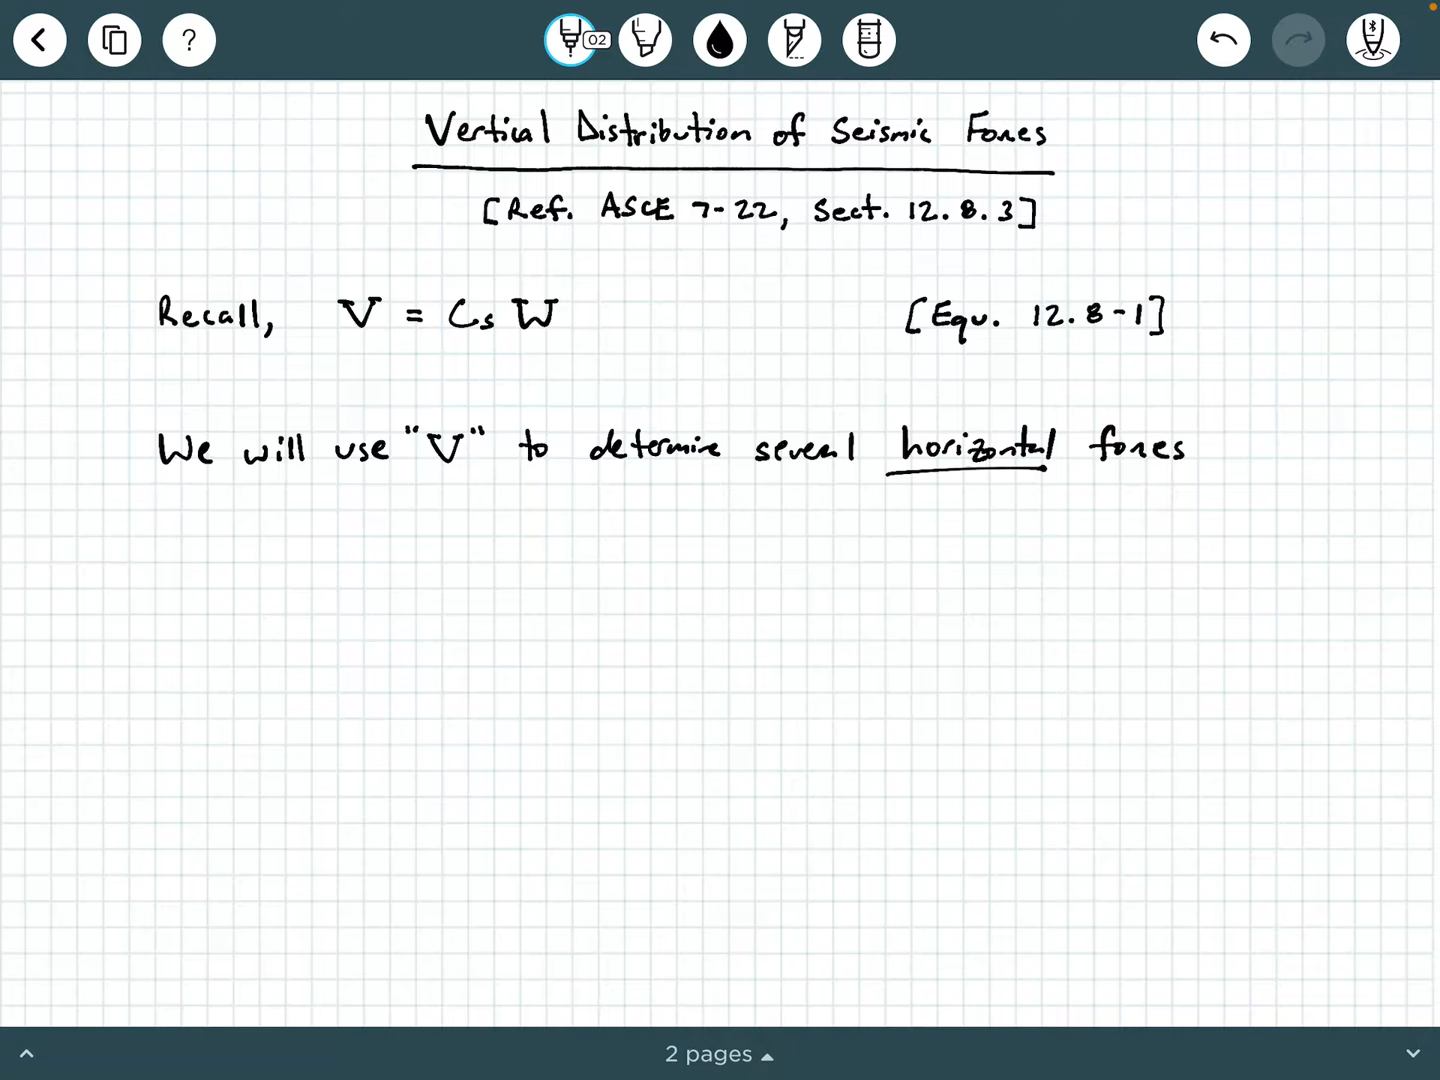 ?
02
Vertical Distribution of Seismic Forces
[Ref. ASCE 7-22, Sect. 12.8.3]
Recall, V = Cs W [Equ. 12.8-1]
We will use "V" to determine several horizontal forces
2 pages